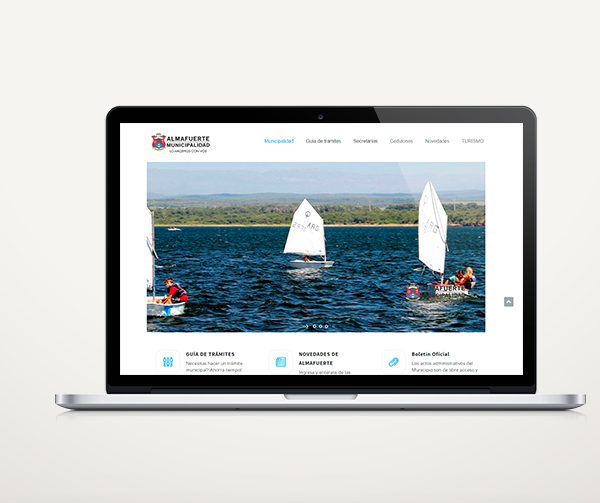 ALMAFUERTE
MUNICIPALIDAD
LO HACEMOS CON VOS
Municipalidad Guía de trámites Secretarías Gestiones Novedades TURISMO
ARG
ARG
ALMAFUERTE
MUNICIPALIDAD
GUÍA DE TRÁMITES
Necesitas hacer un trámite
municipal? Ahorra tiempo!
NOVEDADES DE
ALMAFUERTE
Ingresa y enterate de las
Boletín Oficial
Los actos administrativos del
Municipio son de libre acceso y